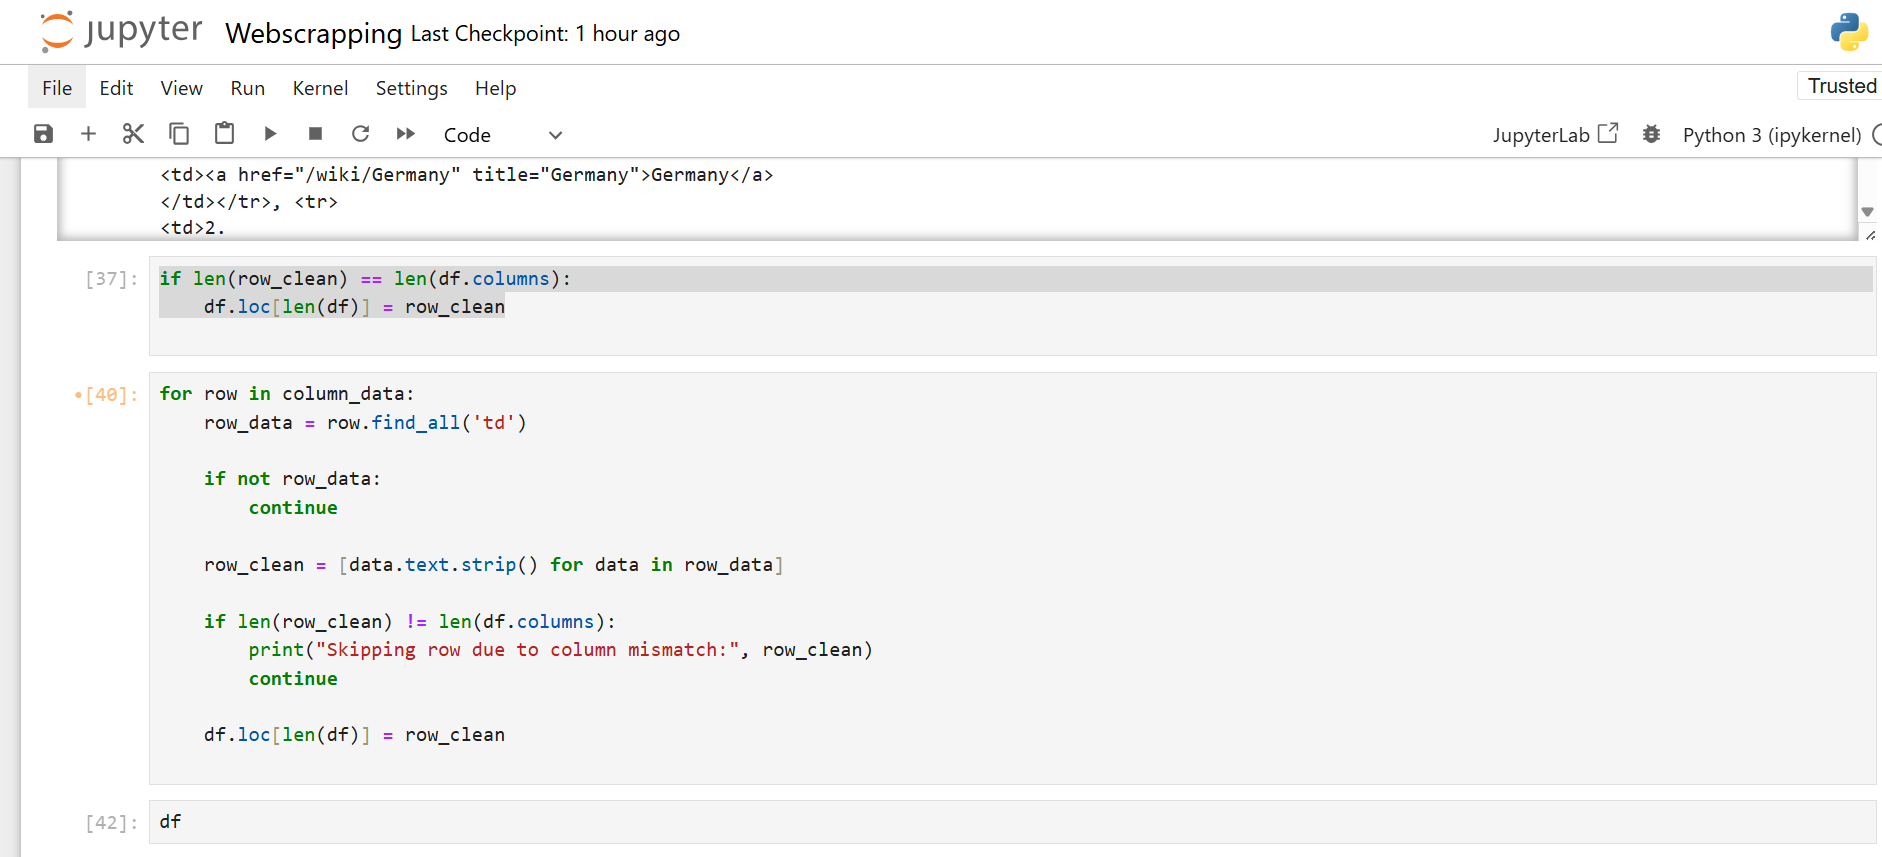 jupyter Webscrapping Last Checkpoint: 1 hour ago
File Edit View Run Kernel Settings Help
Trusted
Code
JupyterLab
Python 3 (ipykernel)
<td><a href="/wiki/Germany" title="Germany">Germany</a>
</td></tr>, <tr>
<td>2.
[37]:
if len(row_clean) == len(df.columns):
    df.loc[len(df)] = row_clean
•[40]:
for row in column_data:
    row_data = row.find_all('td')
    if not row_data:
        continue
    row_clean = [data.text.strip() for data in row_data]
    if len(row_clean) != len(df.columns):
        print("Skipping row due to column mismatch:", row_clean)
        continue
    df.loc[len(df)] = row_clean
[42]:
df